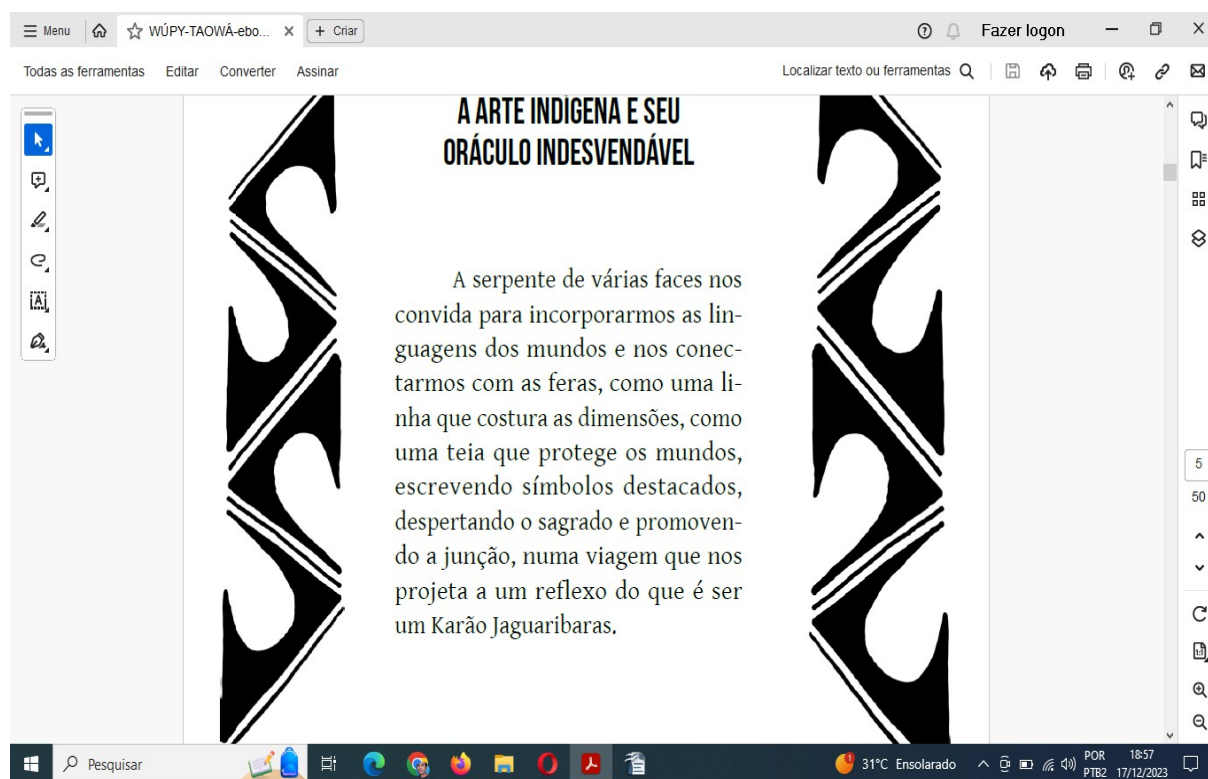 Menu
WÚPY-TAOWÁ-ebo...
+ Criar
Fazer logon
Todas as ferramentas
Editar
Converter
Assinar
Localizar texto ou ferramentas
A ARTE INDÍGENA E SEU
ORÁCULO INDESVENDÁVEL
A serpente de várias faces nos
convida para incorporarmos as lin-
guagens dos mundos e nos conec-
tarmos com as feras, como uma li-
nha que costura as dimensões, como
uma teia que protege os mundos,
escrevendo símbolos destacados,
despertando o sagrado e promoven-
do a junção, numa viagem que nos
projeta a um reflexo do que é ser
um Karão Jaguaribaras.
5
50
Pesquisar
31°C Ensolarado
POR
PTB2
18:57
17/12/2023